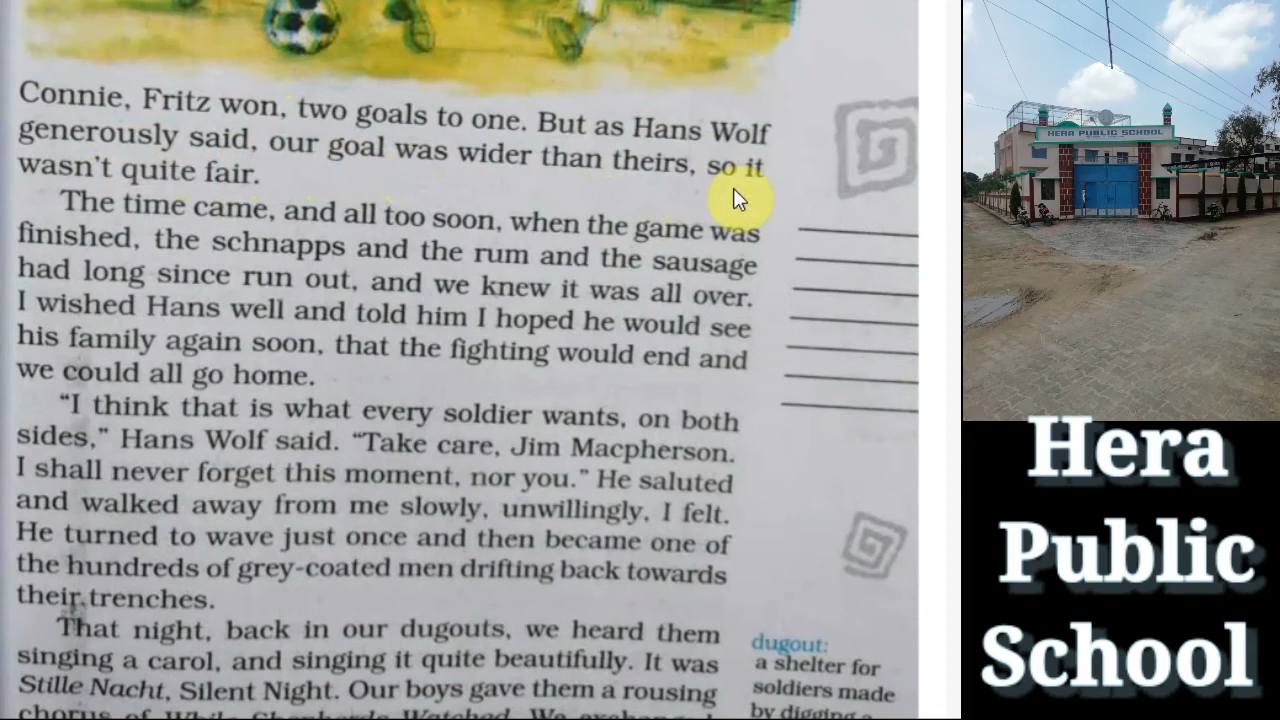 Connie, Fritz won, two goals to one. But as Hans Wolf
generously said, our goal was wider than theirs, so it
wasn't quite fair.
The time came, and all too soon, when the game was
finished, the schnapps and the rum and the sausage
had long since run out, and we knew it was all over.
I wished Hans well and told him I hoped he would see
his family again soon, that the fighting would end and
we could all go home.
“I think that is what every soldier wants, on both
sides,” Hans Wolf said. “Take care, Jim Macpherson.
I shall never forget this moment, nor you.” He saluted
and walked away from me slowly, unwillingly, I felt.
He turned to wave just once and then became one of
the hundreds of grey-coated men drifting back towards
their trenches.
That night, back in our dugouts, we heard them
singing a carol, and singing it quite beautifully. It was
Stille Nacht, Silent Night. Our boys gave them a rousing
chorus of While Shepherds Watched. We
dugout:
a shelter for
soldiers made
by digging a
HERA PUBLIC SCHOOL
Hera
Public
School